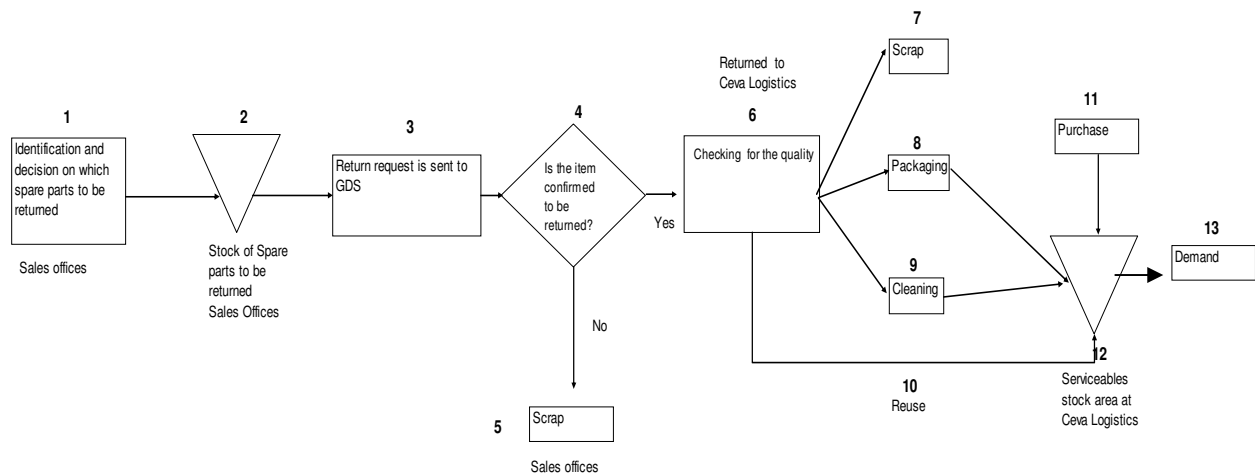 1
Identification and
decision on which
spare parts to be
returned
Sales offices
2
Stock of Spare
parts to be
returned
Sales Offices
3
Return request is sent to
GDS
4
Is the item
confirmed
to be
returned?
Yes
No
5
Scrap
Sales offices
Returned to
Ceva Logistics
6
Checking for the quality
7
Scrap
8
Packaging
9
Cleaning
10
Reuse
11
Purchase
12
Serviceables
stock area at
Ceva Logistics
13
Demand